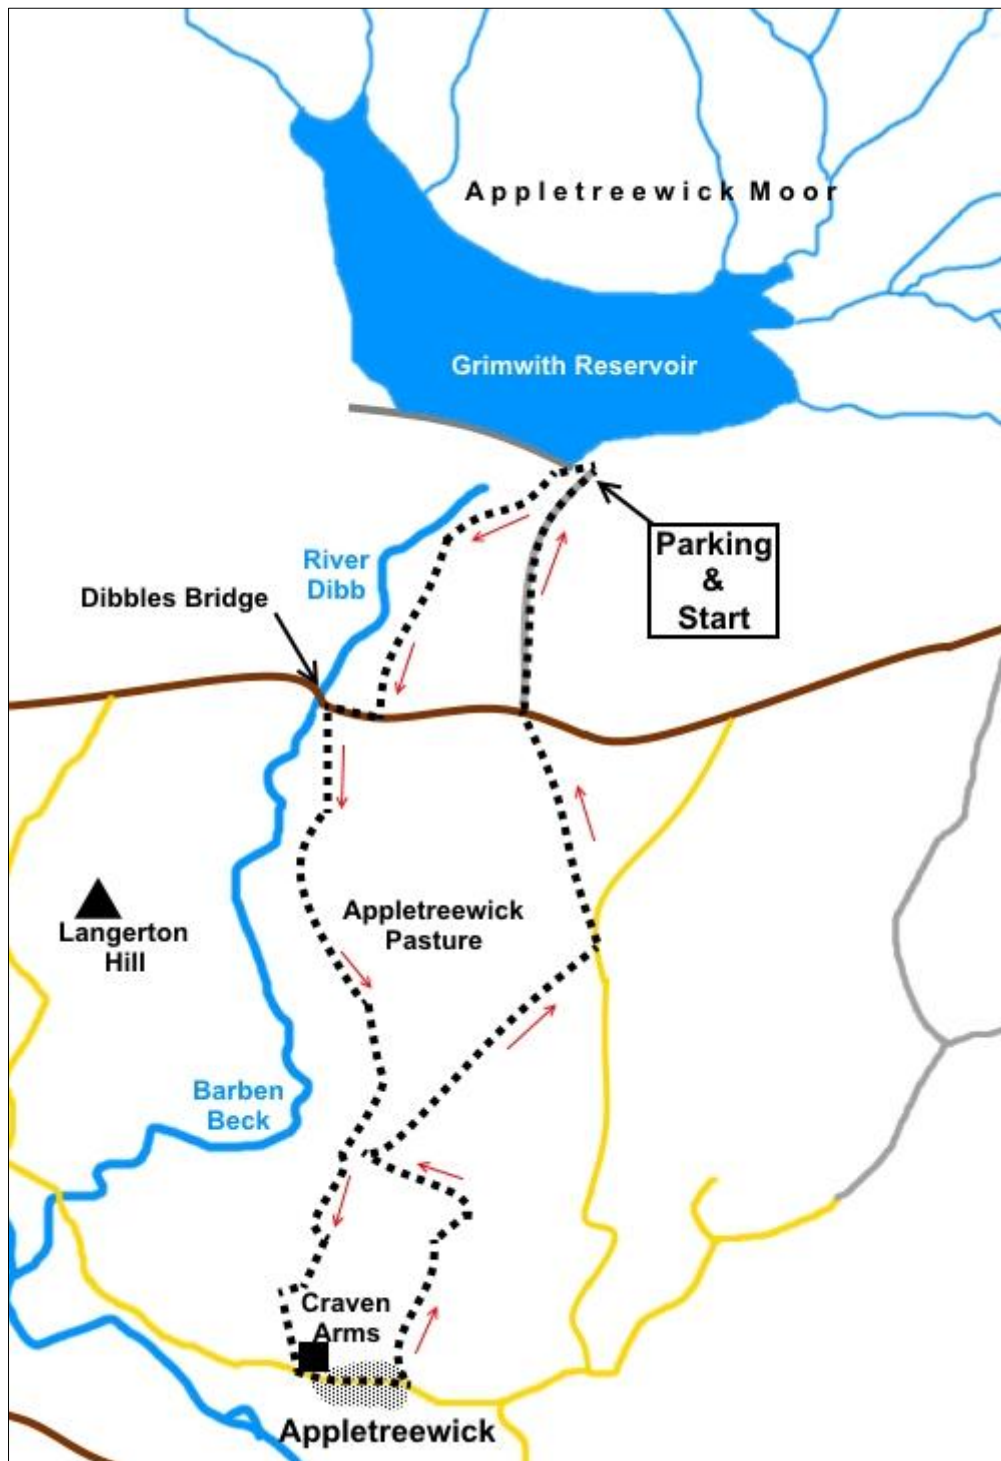 Appletreewick Moor
Grimwith Reservoir
River
Dibb
Parking
&
Start
Dibbles Bridge
Appletreewick
Pasture
Langerton
Hill
Barben
Beck
Craven
Arms
Appletreewick